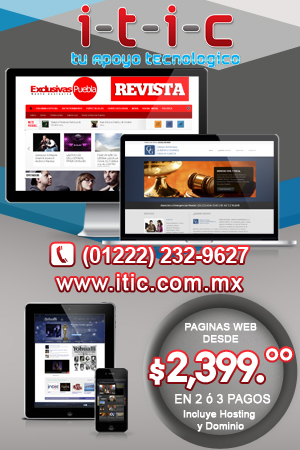 i-t-i-c
tu apoyo tecnologico
Exclusivas Puebla
REVISTA
(01222) 232-9627
www.itic.com.mx
PAGINAS WEB
DESDE
$2,399.00
EN 2 ó 3 PAGOS
Incluye Hosting
y Dominio